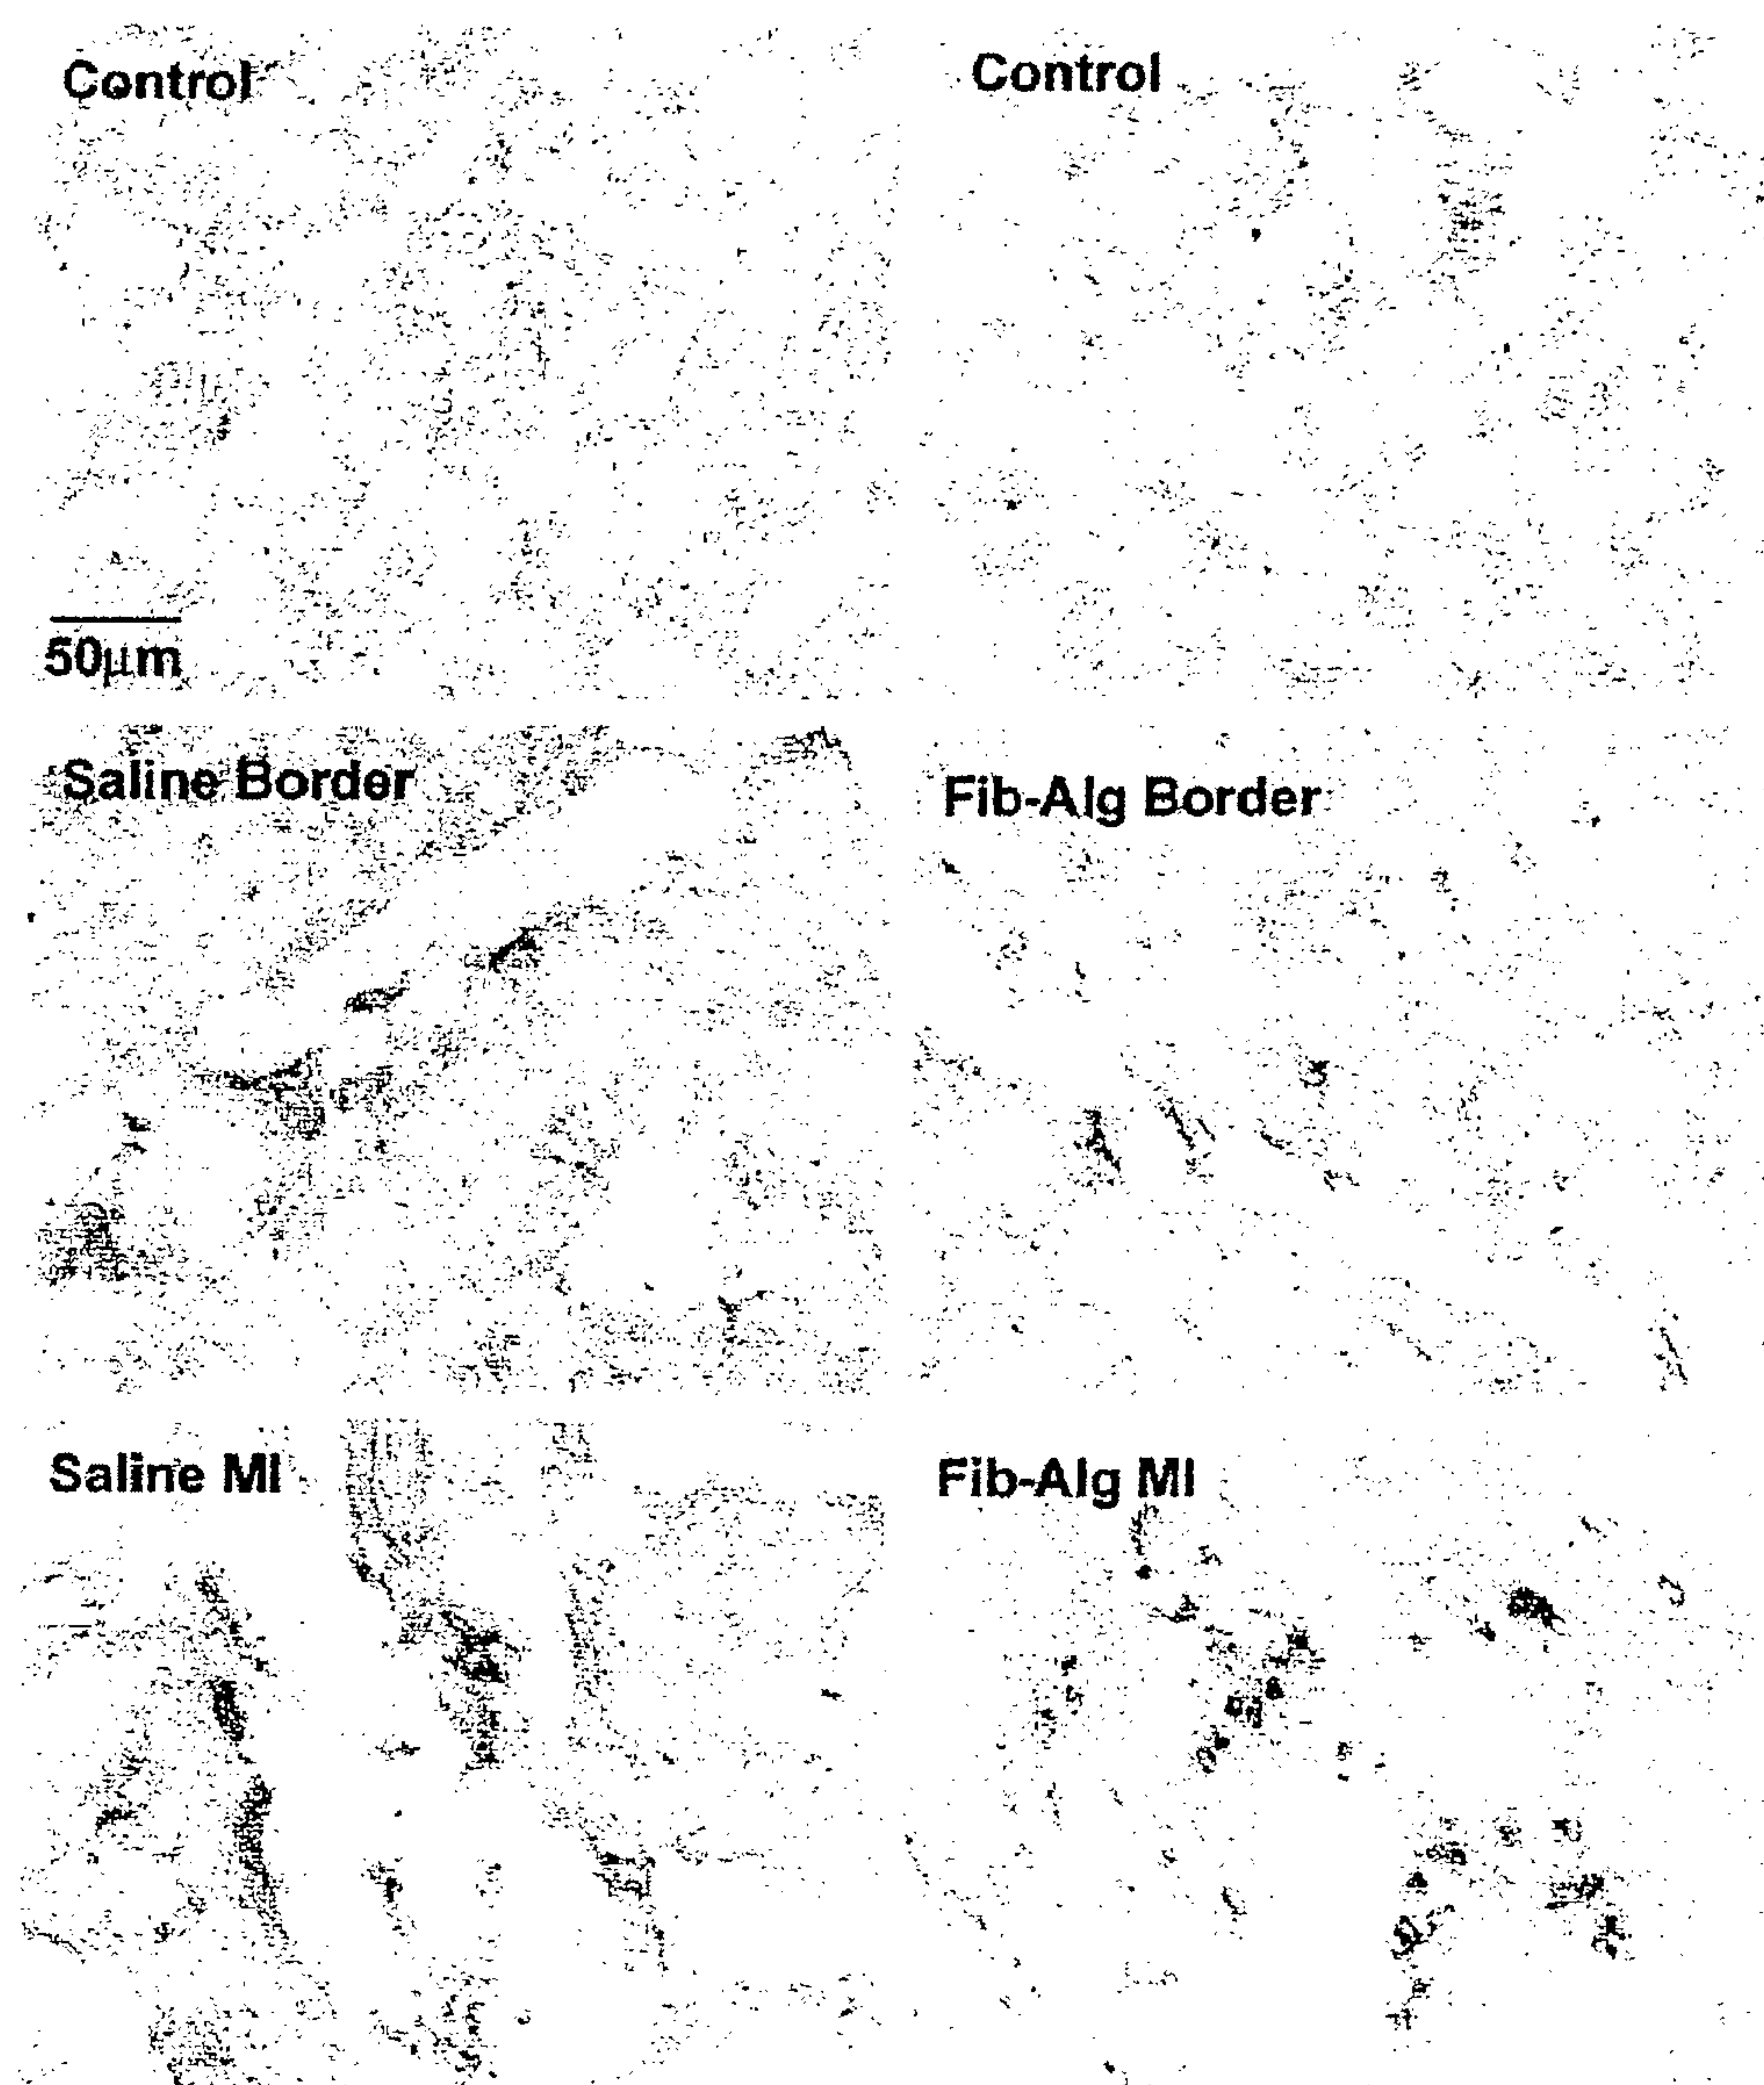 Control
Control
50μm
Saline Border
Fib-Alg Border
Saline MI
Fib-Alg MI